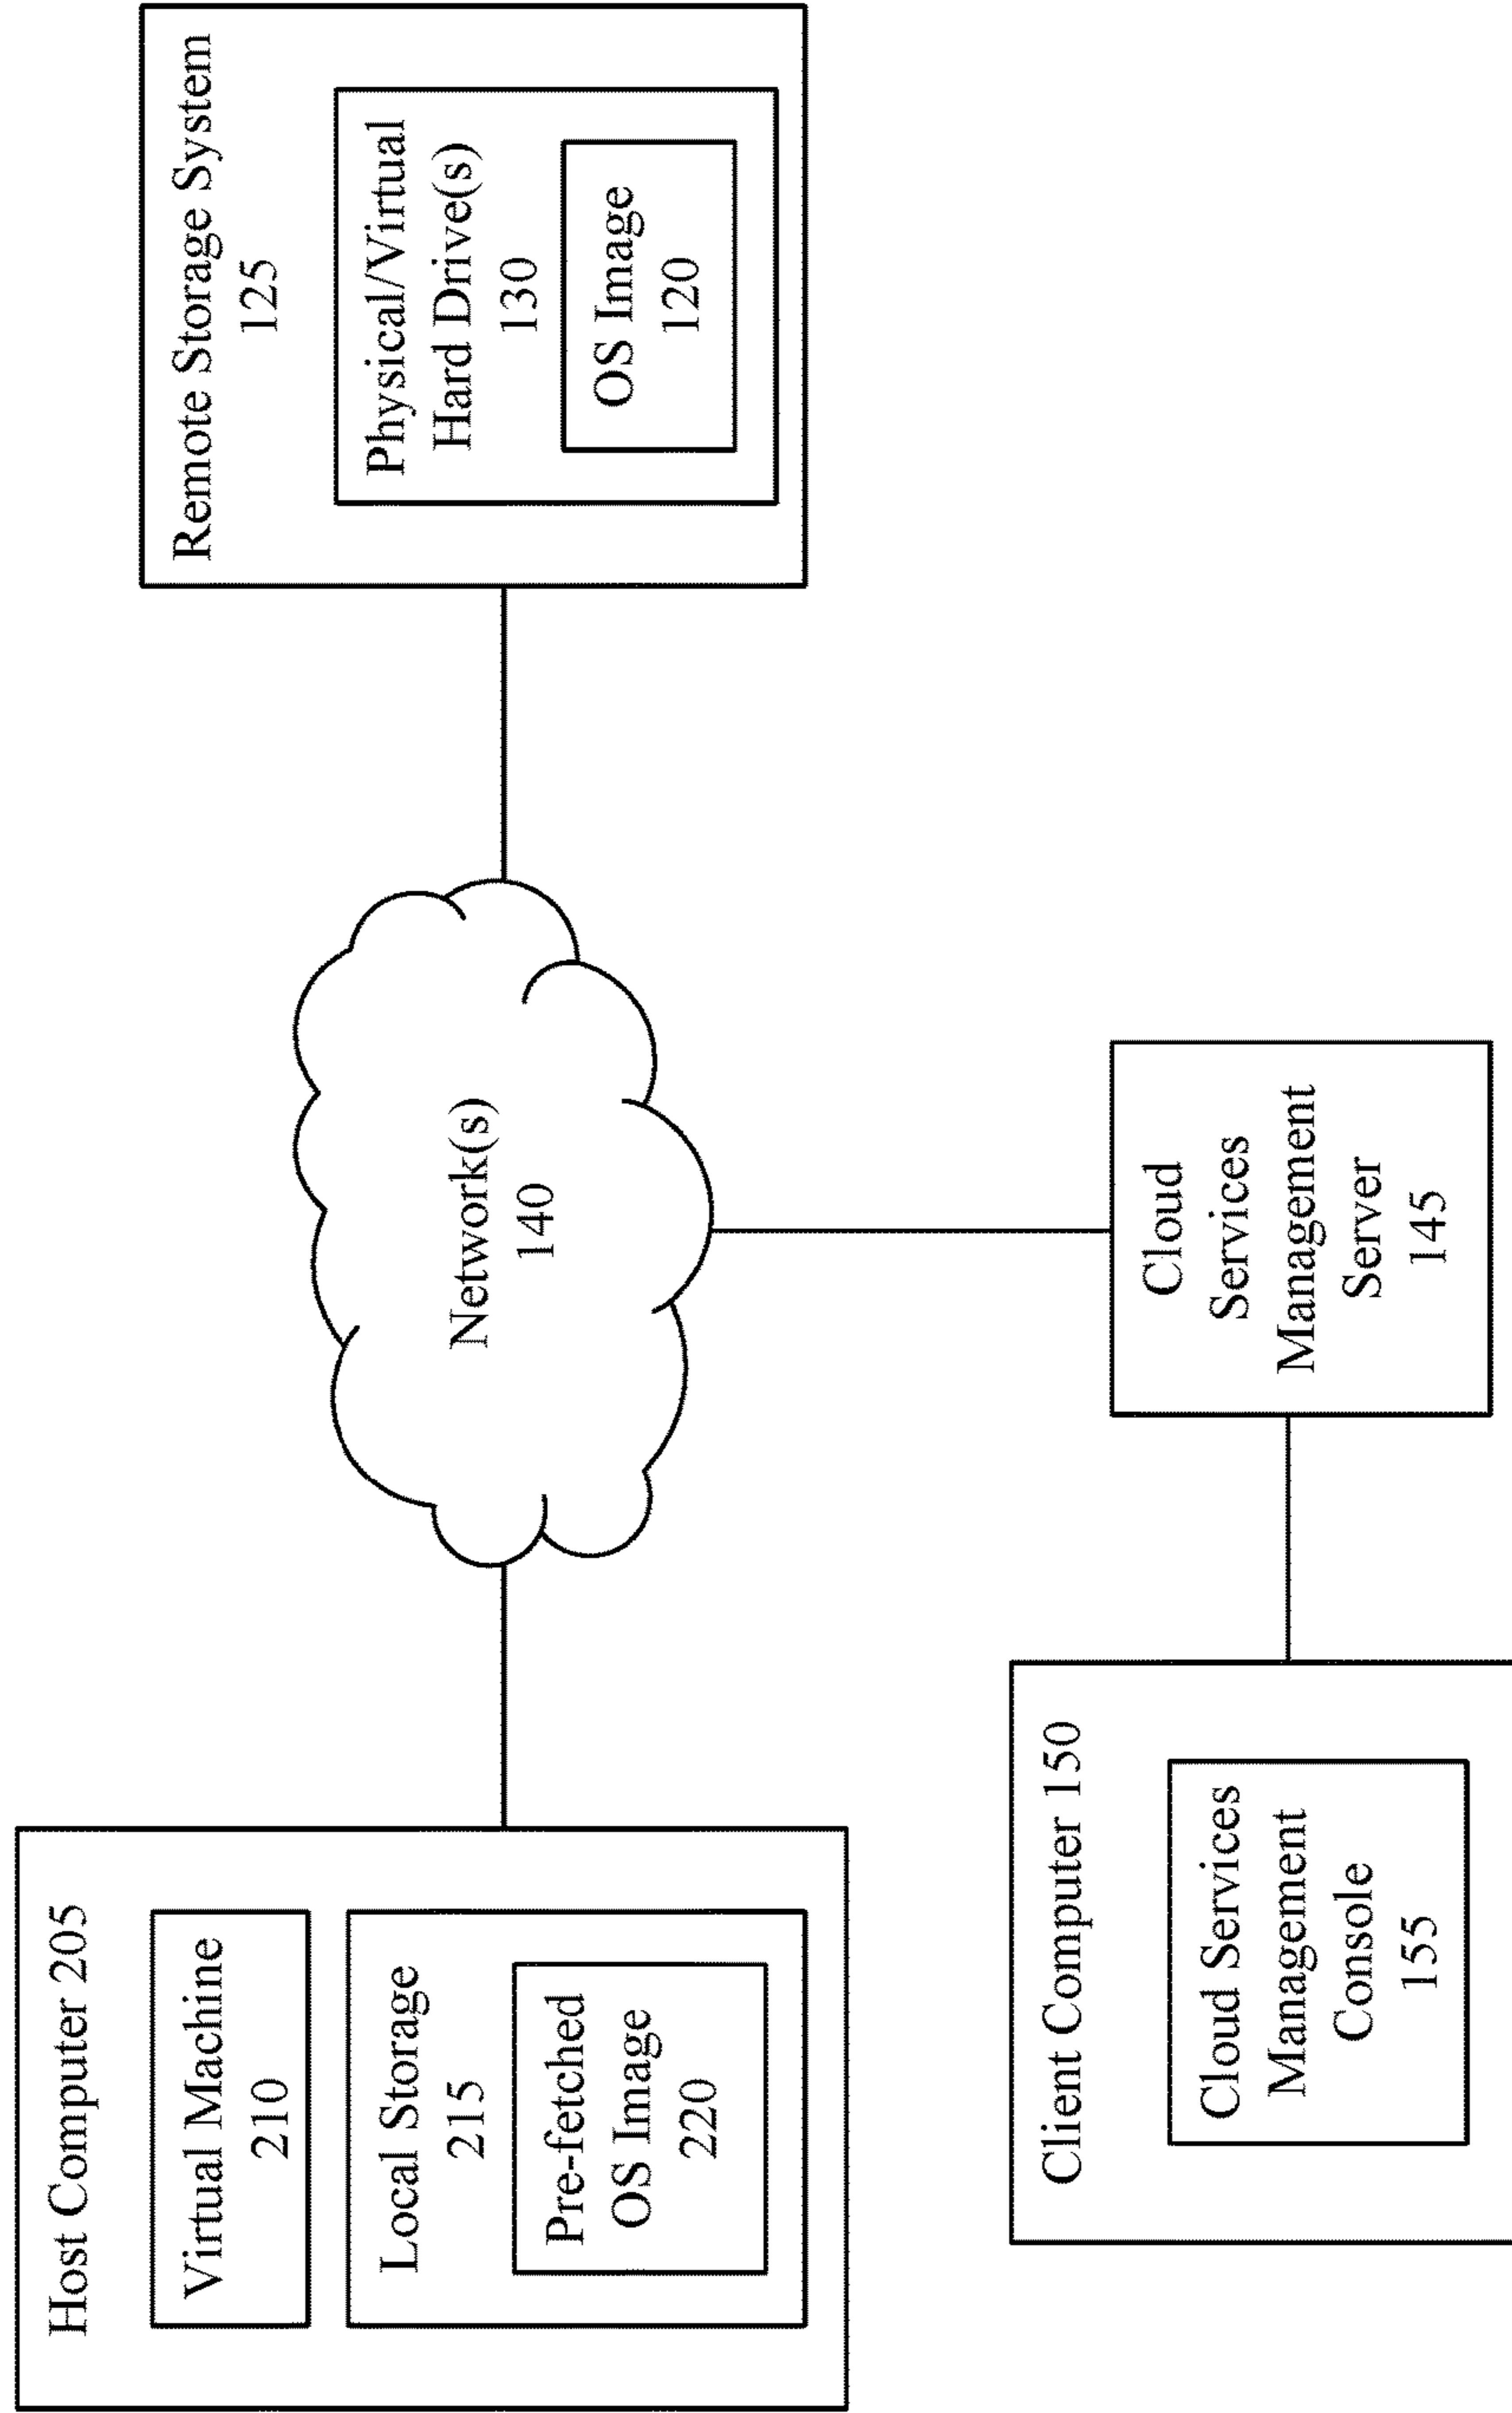 Host Computer 205
Virtual Machine
210
Local Storage
215
Pre-fetched
OS Image
220
Network(s)
140
Remote Storage System
125
Physical/Virtual
Hard Drive(s)
130
OS Image
120
Client Computer 150
Cloud Services
Management
Console
155
Cloud
Services
Management
Server
145